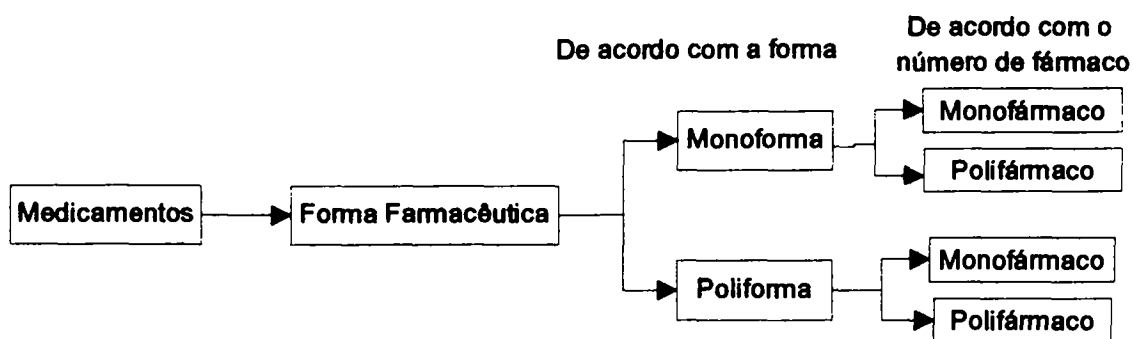 De acordo com a forma
De acordo com o
número de fármaco
Medicamentos
Forma Farmacêutica
Monoforma
Monofármaco
Polifármaco
Poliforma
Monofármaco
Polifármaco